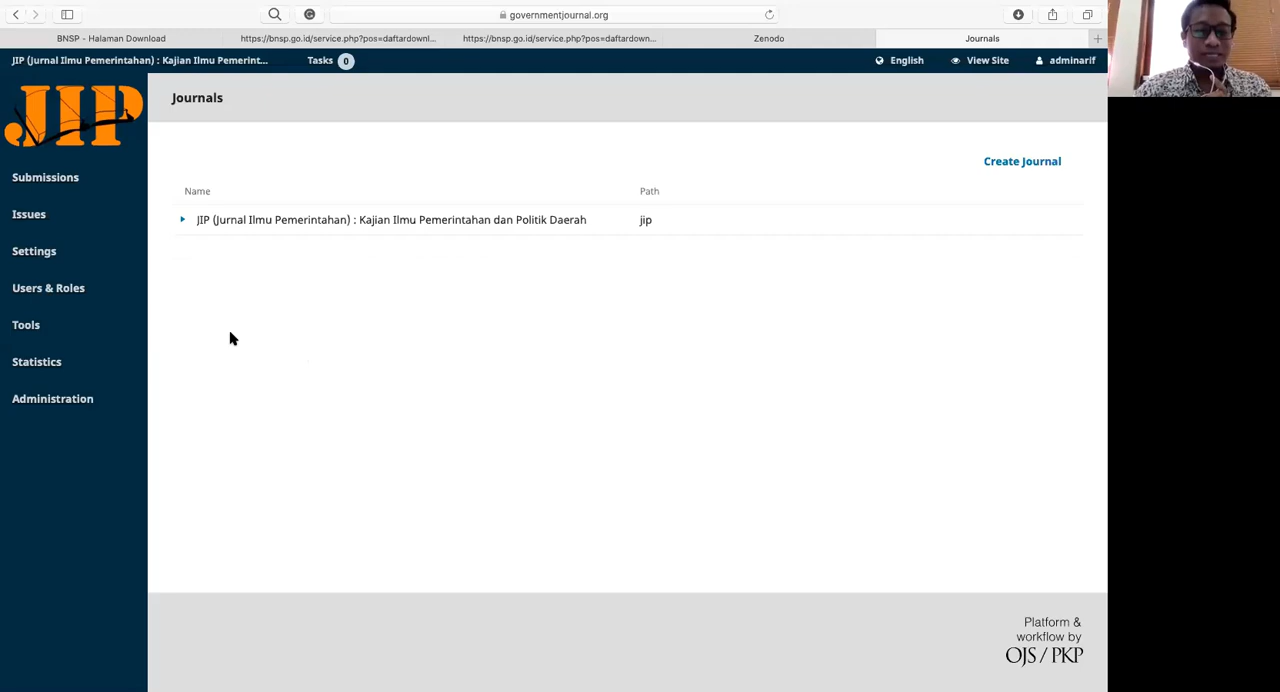 governmentjournal.org
BNSP - Halaman Download
https://bnsp.go.id/service.php?pos=daftardownl...
https://bnsp.go.id/service.php?pos=daftardown...
Zenodo
Journals
JIP (Jurnal Ilmu Pemerintahan) : Kajian Ilmu Pemerint...
Tasks 0
English
View Site
adminarif
JIP
Journals
Submissions
Issues
Settings
Users & Roles
Tools
Statistics
Administration
Create Journal
Name Path
JIP (Jurnal Ilmu Pemerintahan) : Kajian Ilmu Pemerintahan dan Politik Daerah jip
Platform &
workflow by
OJS / PKP